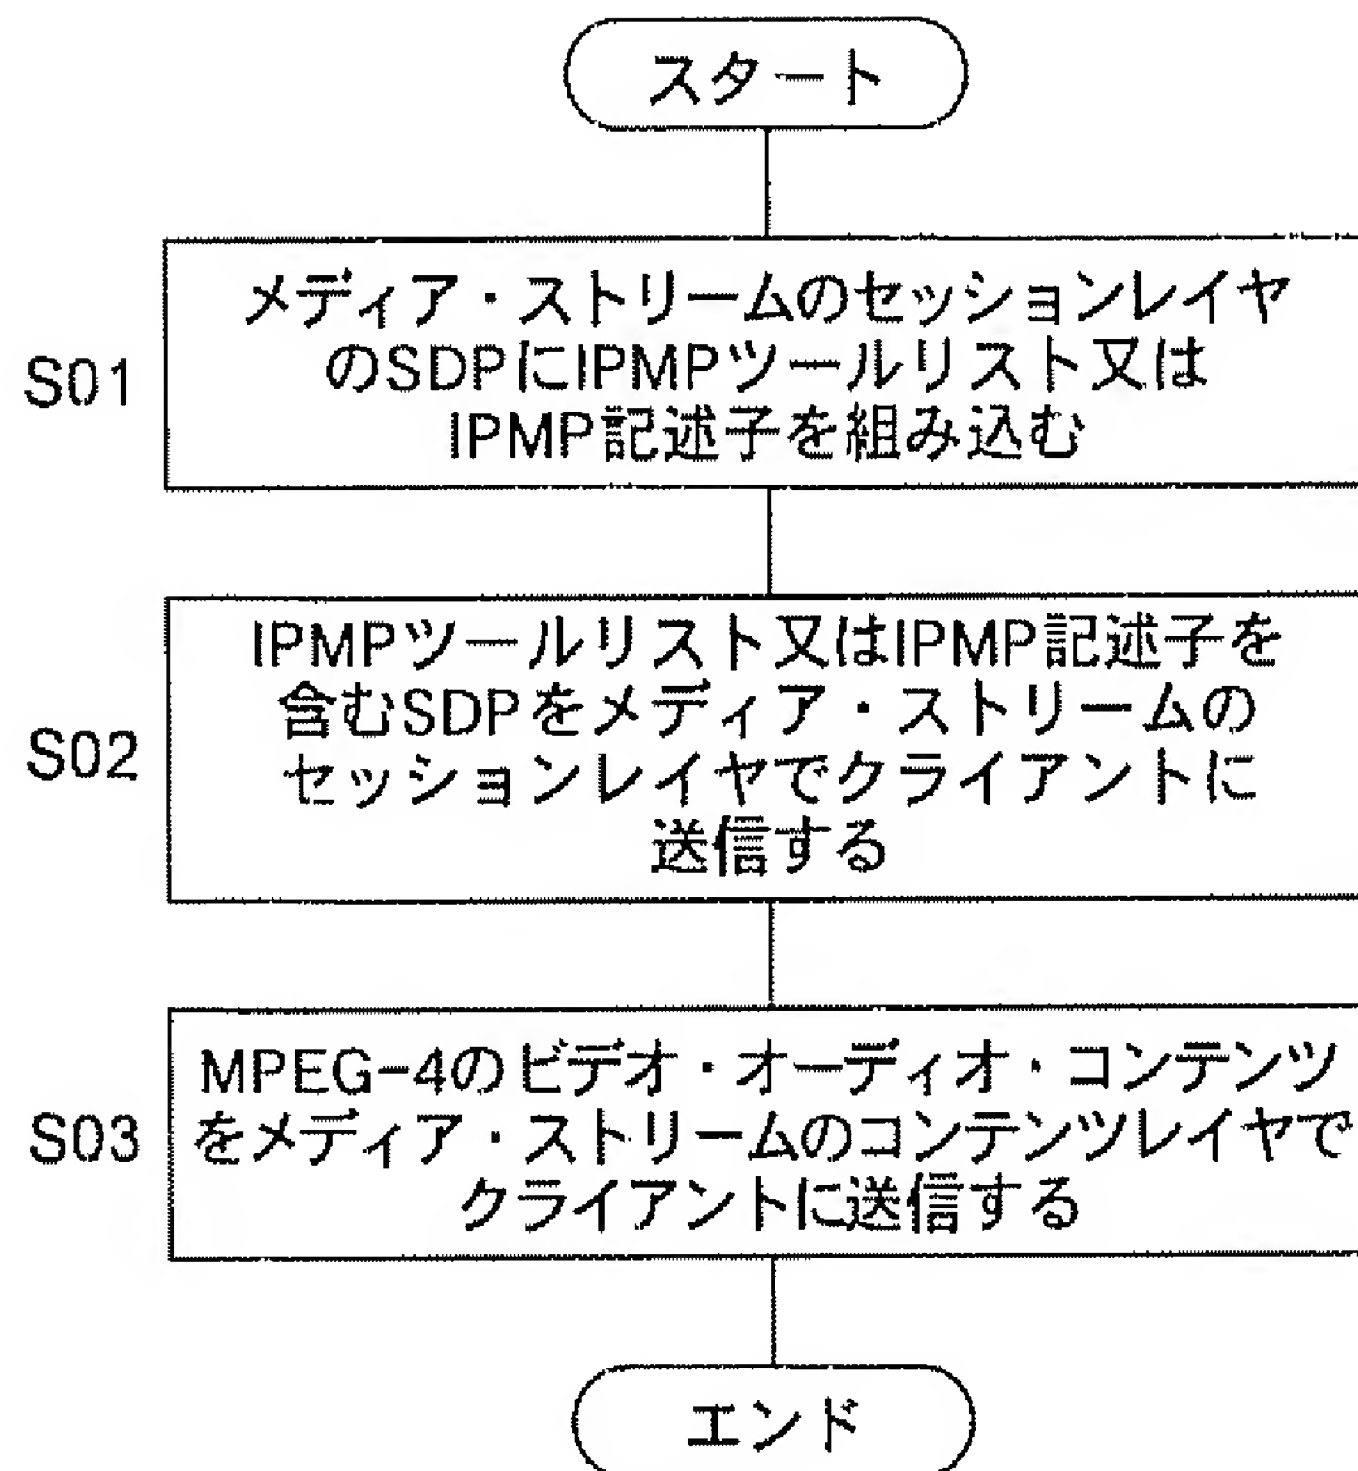 スタート
S01
メディア・ストリームのセッションレイヤ
のSDPにIPMPツールリスト又は
IPMP記述子を組み込む
S02
IPMPツールリスト又はIPMP記述子を
含むSDPをメディア・ストリームの
セッションレイヤでクライアントに
送信する
S03
MPEG-4のビデオ・オーディオ・コンテンツ
をメディア・ストリームのコンテンツレイヤで
クライアントに送信する
エンド